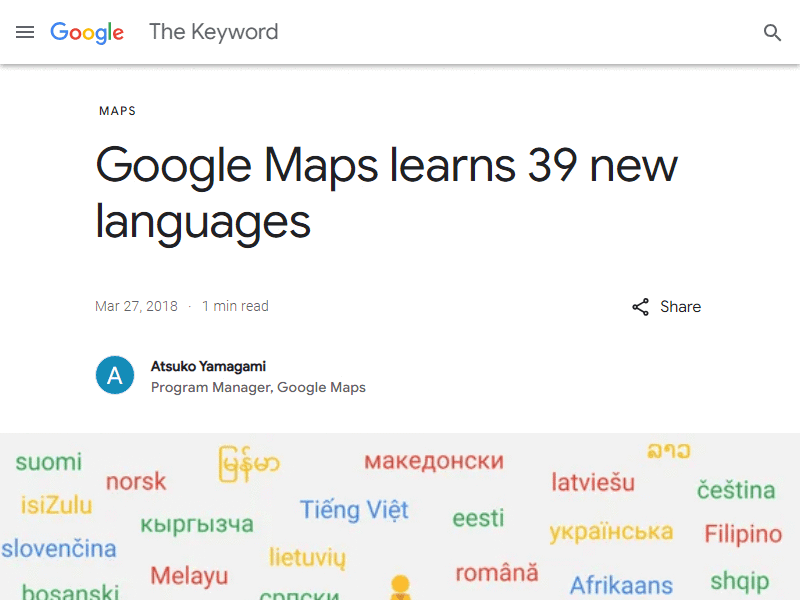 Google The Keyword
MAPS
Google Maps learns 39 new
languages
Mar 27, 2018 · 1 min read
Share
A
Atsuko Yamagami
Program Manager, Google Maps
suomi
norsk
မြန်မာ
македонски
ລາວ
latviešu
čeština
isiZulu
кыргызча
Tiếng Việt
eesti
українська
Filipino
slovenčina
lietuvių
Melayu
română
Afrikaans
shqip
bosanski
српски